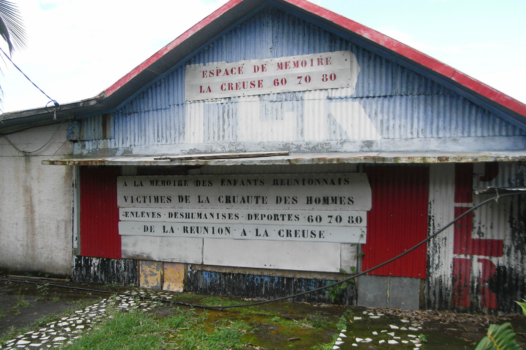 ESPACE DE MEMOIRE
LA CREUSE 60 70 80
A LA MEMOIRE DES ENFANTS REUNIONNAIS
VICTIMES DE LA CRUAUTE DES HOMMES
ENLEVES DESHUMANISES DEPORTES 60 70 80
DE LA REUNION A LA CREUSE